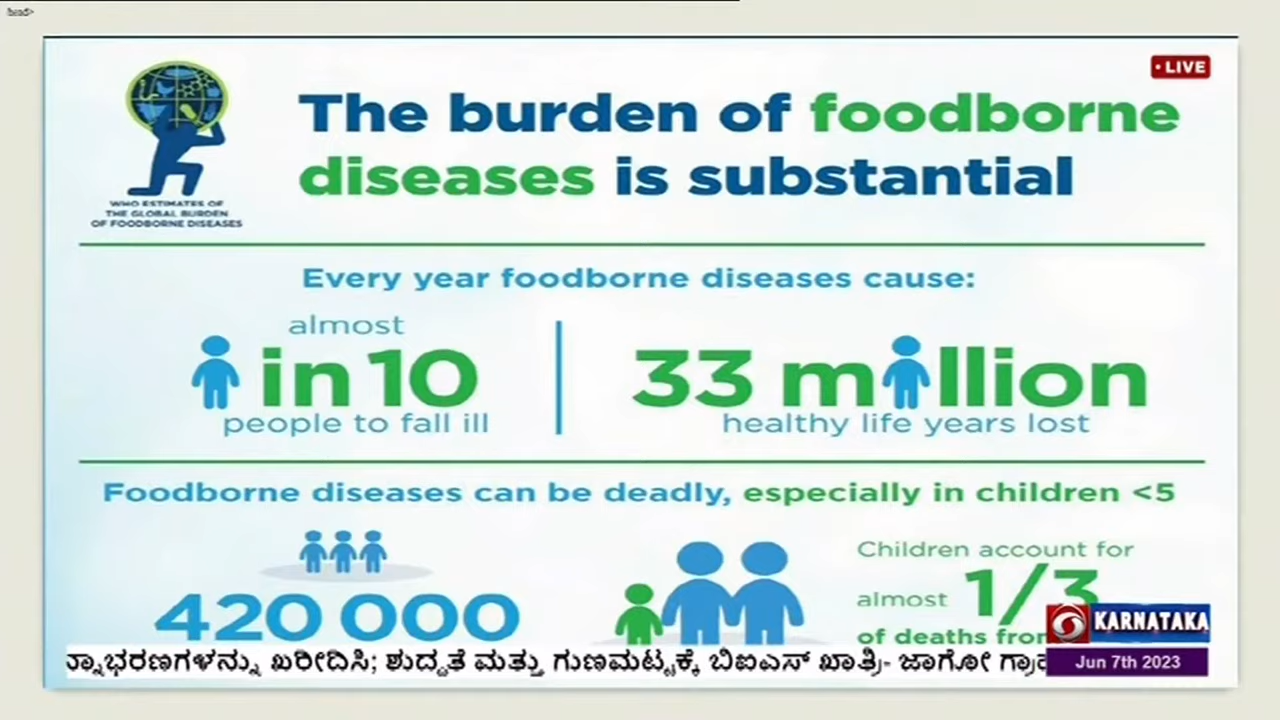 LIVE
The burden of foodborne
diseases is substantial
WHO ESTIMATES OF
THE GLOBAL BURDEN
OF FOODBORNE DISEASES
Every year foodborne diseases cause:
almost
in 10
people to fall ill
33 m llion
healthy life years lost
Foodborne diseases can be deadly, especially in children <5
420 000
Children account for
almost 1/3
of deaths from
KARNATAKA
ಖರೀದಿಸಿ; ಶುದ್ಧತೆ ಮತ್ತು ಗುಣಮಟ್ಟಕ್ಕೆ ಬಿಐಎಸ್ ಖಾತ್ರಿ- ಜಾಗೋ
Jun 7th 2023